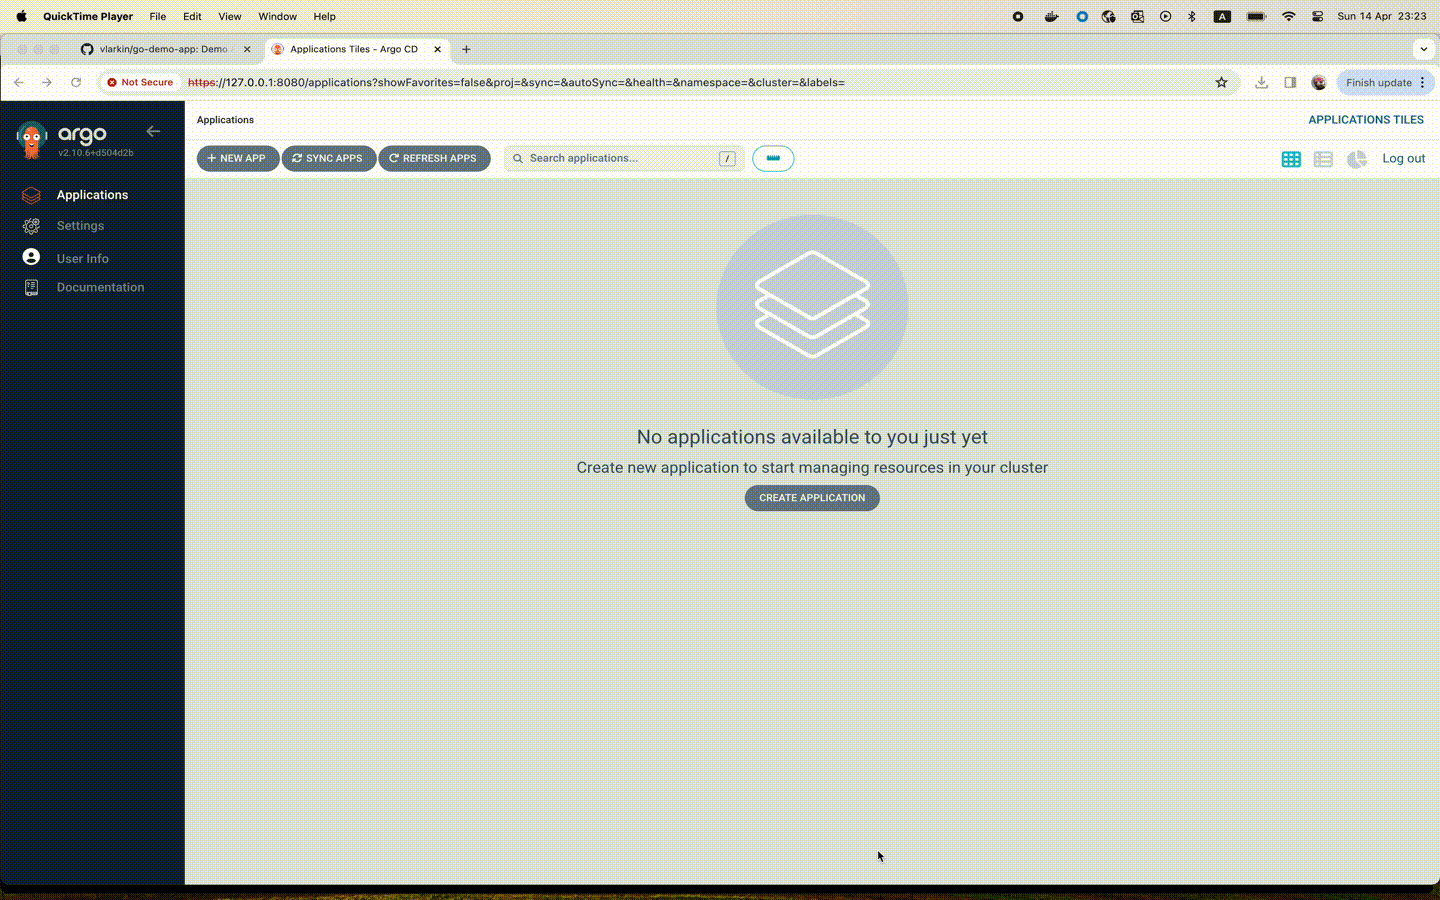 QuickTime Player File Edit View Window Help
A Sun 14 Apr 23:23
vlarkin/go-demo-app: Demo
Applications Tiles - Argo CD
Not Secure https://127.0.0.1:8080/applications?showFavorites=false&proj=&sync=&autoSync=&health=&namespace=&cluster=&labels= Finish update
argo
v2.10.6+d504d2b
Applications
Settings
User Info
Documentation
Applications APPLICATIONS TILES
+ NEW APP SYNC APPS REFRESH APPS Search applications... / Log out
No applications available to you just yet
Create new application to start managing resources in your cluster
CREATE APPLICATION